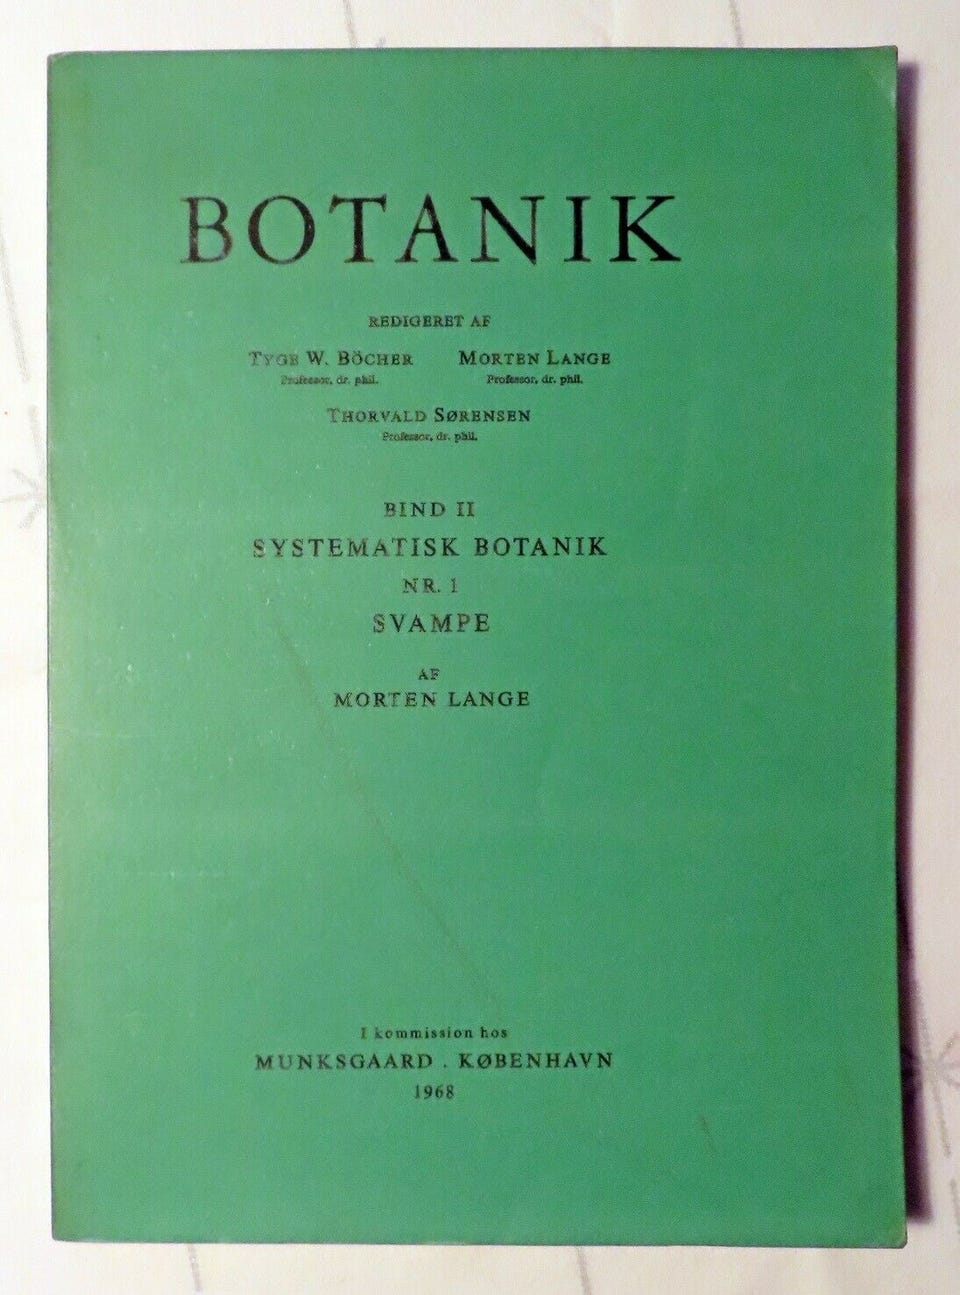 BOTANIK
REDIGERET AF
TYGE W. BÖCHER MORTEN LANGE
Professor, dr. phil. Professor, dr. phil.
THORVALD SØRENSEN
Professor, dr. phil.
BIND II
SYSTEMATISK BOTANIK
NR. 1
SVAMPE
AF
MORTEN LANGE
I kommission hos
MUNKSGAARD . KØBENHAVN
1968